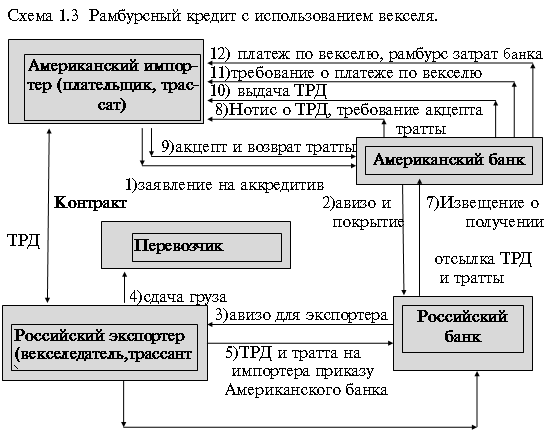 Схема 1.3  Рамбурсный кредит с использованием векселя.
Американский импор-
тер (плательщик, трас-
сат)
12) платеж по векселю, рамбурс затрат банка
11)требование о платеже по векселю
10) выдача ТРД
8)Нотис о ТРД, требование акцепта
тратты
9)акцепт и возврат тратты
Американский банк
1)заявление на аккредитив
Контракт
2)авизо и
покрытие
7)Извещение о
получении
ТРД
Перевозчик
отсылка ТРД
и тратты
4)сдача груза
3)авизо для экспортера
Российский экспортер
(векселедатель,трассант
`
Российский
банк
5)ТРД и тратта на
импортера приказу
Американского банка